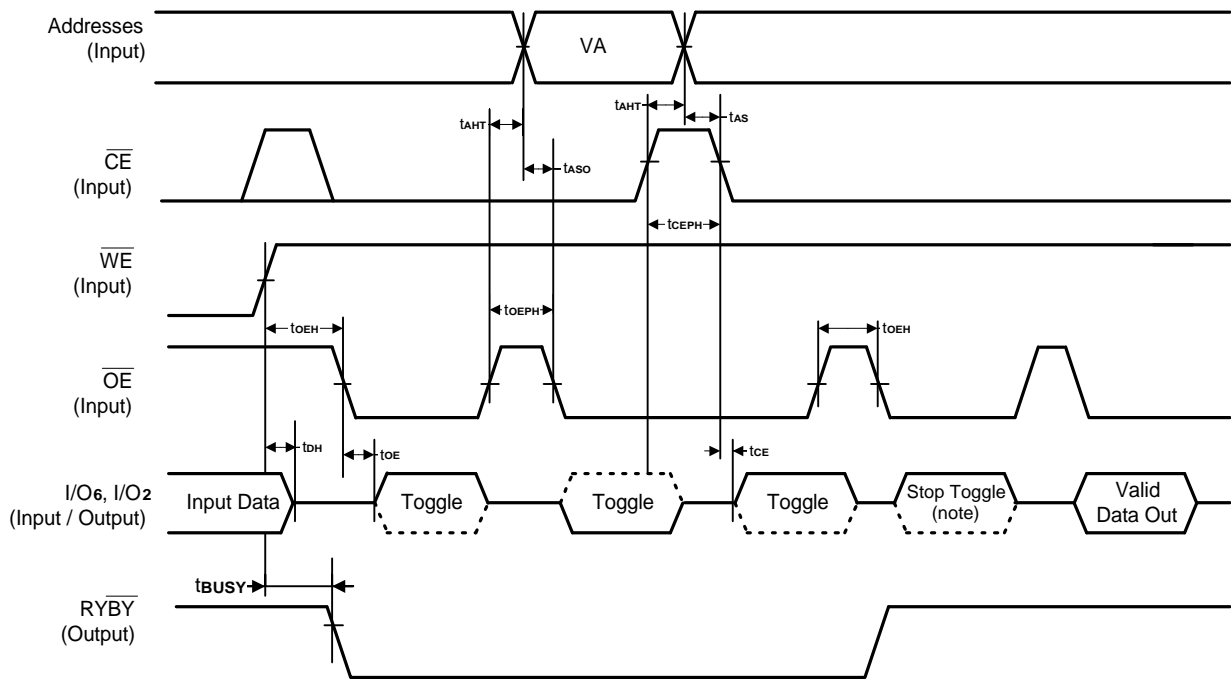 Addresses
(Input)
VA
tAHT
tAHT
tAS
CE
(Input)
tASO
tCEPH
WE
(Input)
tOEPH
tOEH
tOEH
OE
(Input)
tDH
tOE
tCE
I/O6, I/O2
(Input / Output)
Input Data
Toggle
Toggle
Toggle
Stop Toggle
(note)
Valid
Data Out
tBUSY
RYBY
(Output)